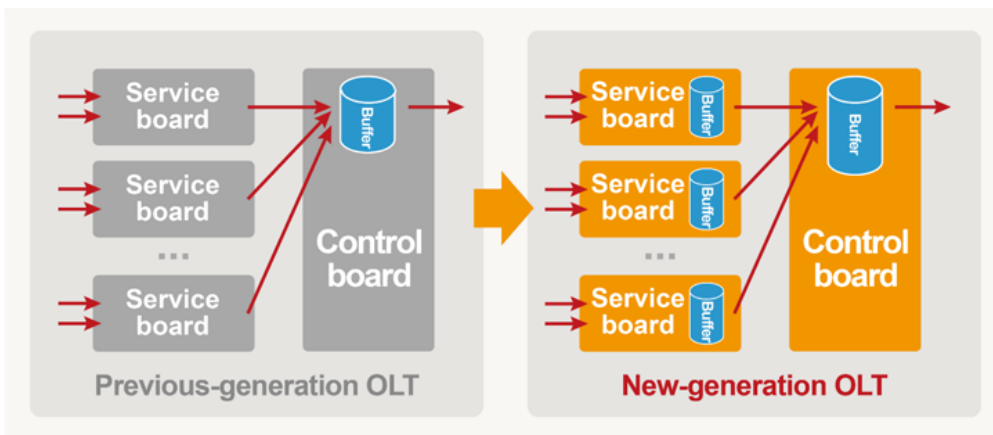 Service
board
Buffer
Service
board
...
Service
board
Control
board
Previous-generation OLT
Service
board
Buffer
Buffer
Service
board
Buffer
...
Service
board
Buffer
Control
board
New-generation OLT